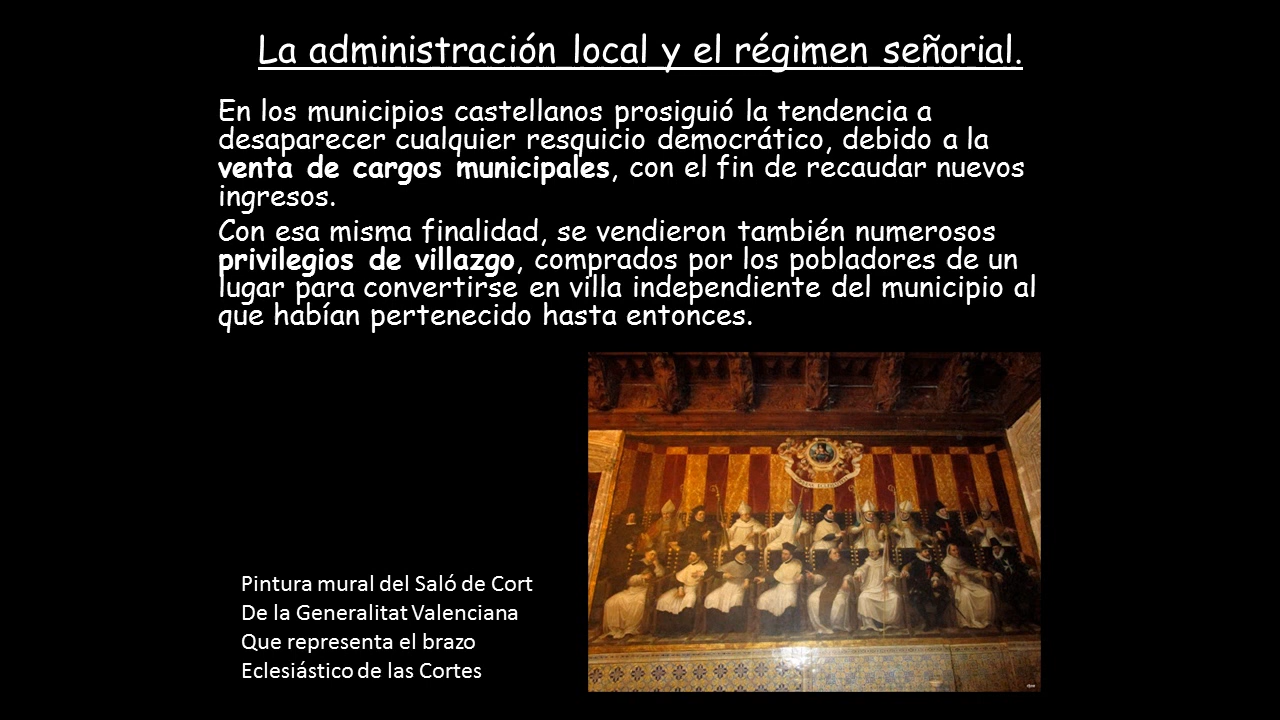 La administración local y el régimen señorial.
En los municipios castellanos prosiguió la tendencia a
desaparecer cualquier resquicio democrático, debido a la
venta de cargos municipales, con el fin de recaudar nuevos
ingresos.
Con esa misma finalidad, se vendieron también numerosos
privilegios de villazgo, comprados por los pobladores de un
lugar para convertirse en villa independiente del municipio al
que habían pertenecido hasta entonces.
Pintura mural del Saló de Cort
De la Generalitat Valenciana
Que representa el brazo
Eclesiástico de las Cortes